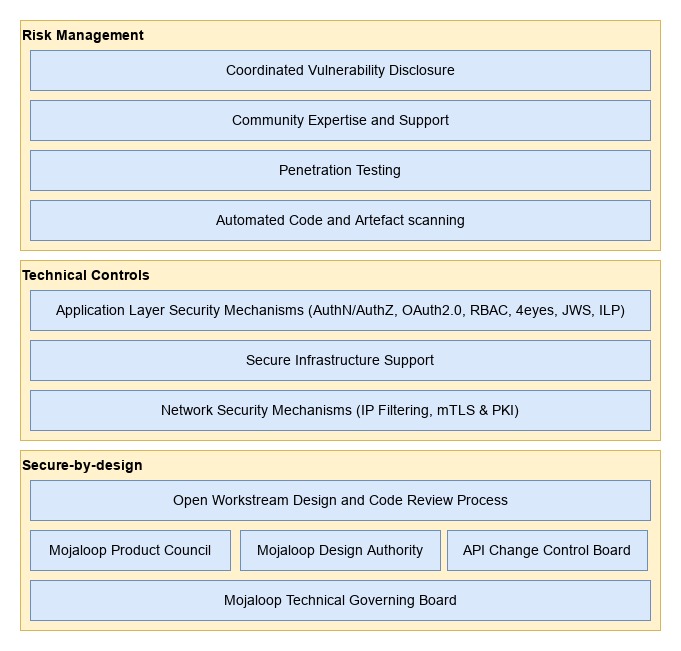 Risk Management
Coordinated Vulnerability Disclosure
Community Expertise and Support
Penetration Testing
Automated Code and Artefact scanning
Technical Controls
Application Layer Security Mechanisms (AuthN/AuthZ, OAuth2.0, RBAC, 4eyes, JWS, ILP)
Secure Infrastructure Support
Network Security Mechanisms (IP Filtering, mTLS & PKI)
Secure-by-design
Open Workstream Design and Code Review Process
Mojaloop Product Council
Mojaloop Design Authority
API Change Control Board
Mojaloop Technical Governing Board